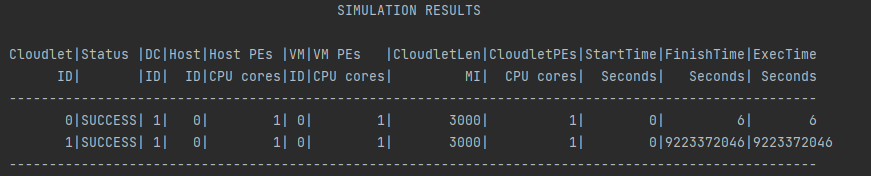 SIMULATION RESULTS
Cloudlet|Status |DC|Host|Host PEs |VM|VM PEs   |CloudletLen|CloudletPEs|StartTime|FinishTime|ExecTime
      ID|       |ID|  ID|CPU cores|ID|CPU cores|         MI|  CPU cores|  Seconds|   Seconds| Seconds
-----------------------------------------------------------------------------------------------------
       0|SUCCESS| 1|   0|        1| 0|        1|       3000|          1|        0|         6|       6
       1|SUCCESS| 1|   0|        1| 0|        1|       3000|          1|        0|9223372046|9223372046
-----------------------------------------------------------------------------------------------------